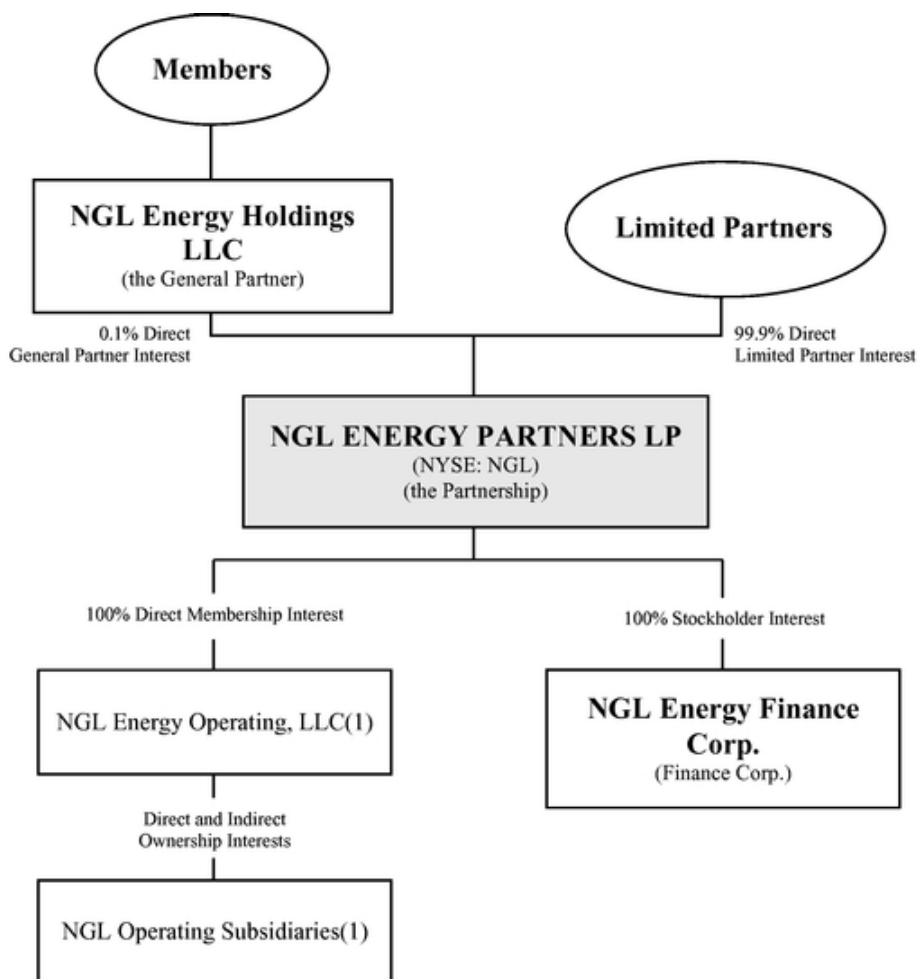 Members
NGL Energy Holdings
LLC
(the General Partner)
Limited Partners
0.1% Direct
General Partner Interest
99.9% Direct
Limited Partner Interest
NGL ENERGY PARTNERS LP
(NYSE: NGL)
(the Partnership)
100% Direct Membership Interest
100% Stockholder Interest
NGL Energy Operating, LLC(1)
NGL Energy Finance
Corp.
(Finance Corp.)
Direct and Indirect
Ownership Interests
NGL Operating Subsidiaries(1)